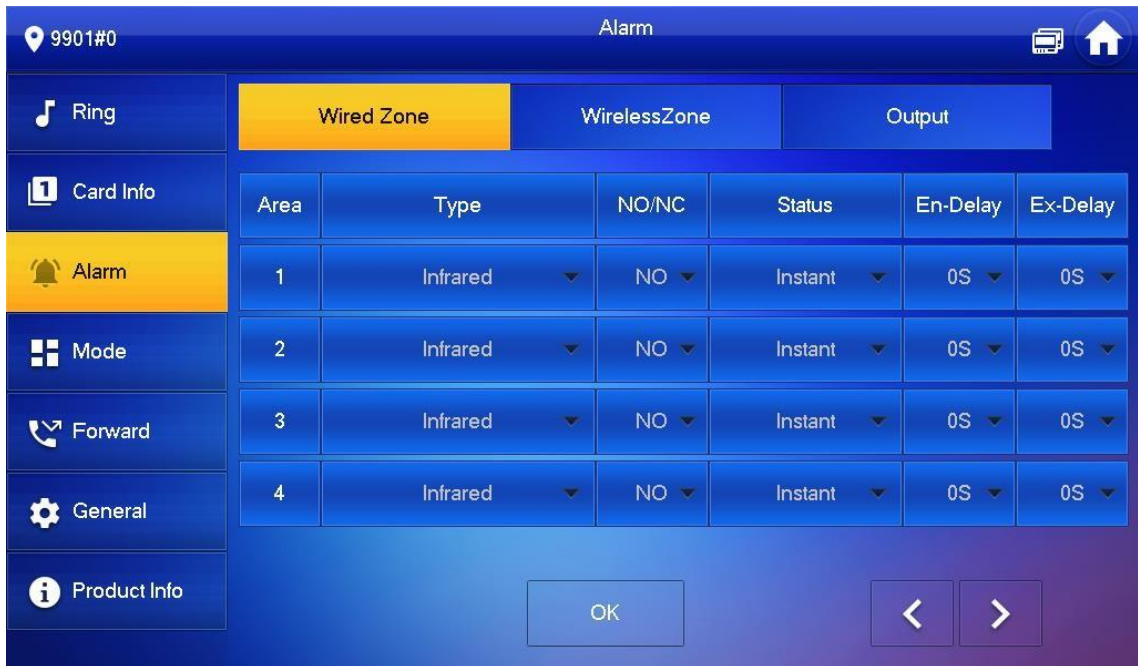 9901#0
Alarm
Ring
Card Info
Alarm
Mode
Forward
General
Product Info
Wired Zone WirelessZone Output
Area Type NO/NC Status En-Delay Ex-Delay
1 Infrared NO Instant 0S 0S
2 Infrared NO Instant 0S 0S
3 Infrared NO Instant 0S 0S
4 Infrared NO Instant 0S 0S
OK